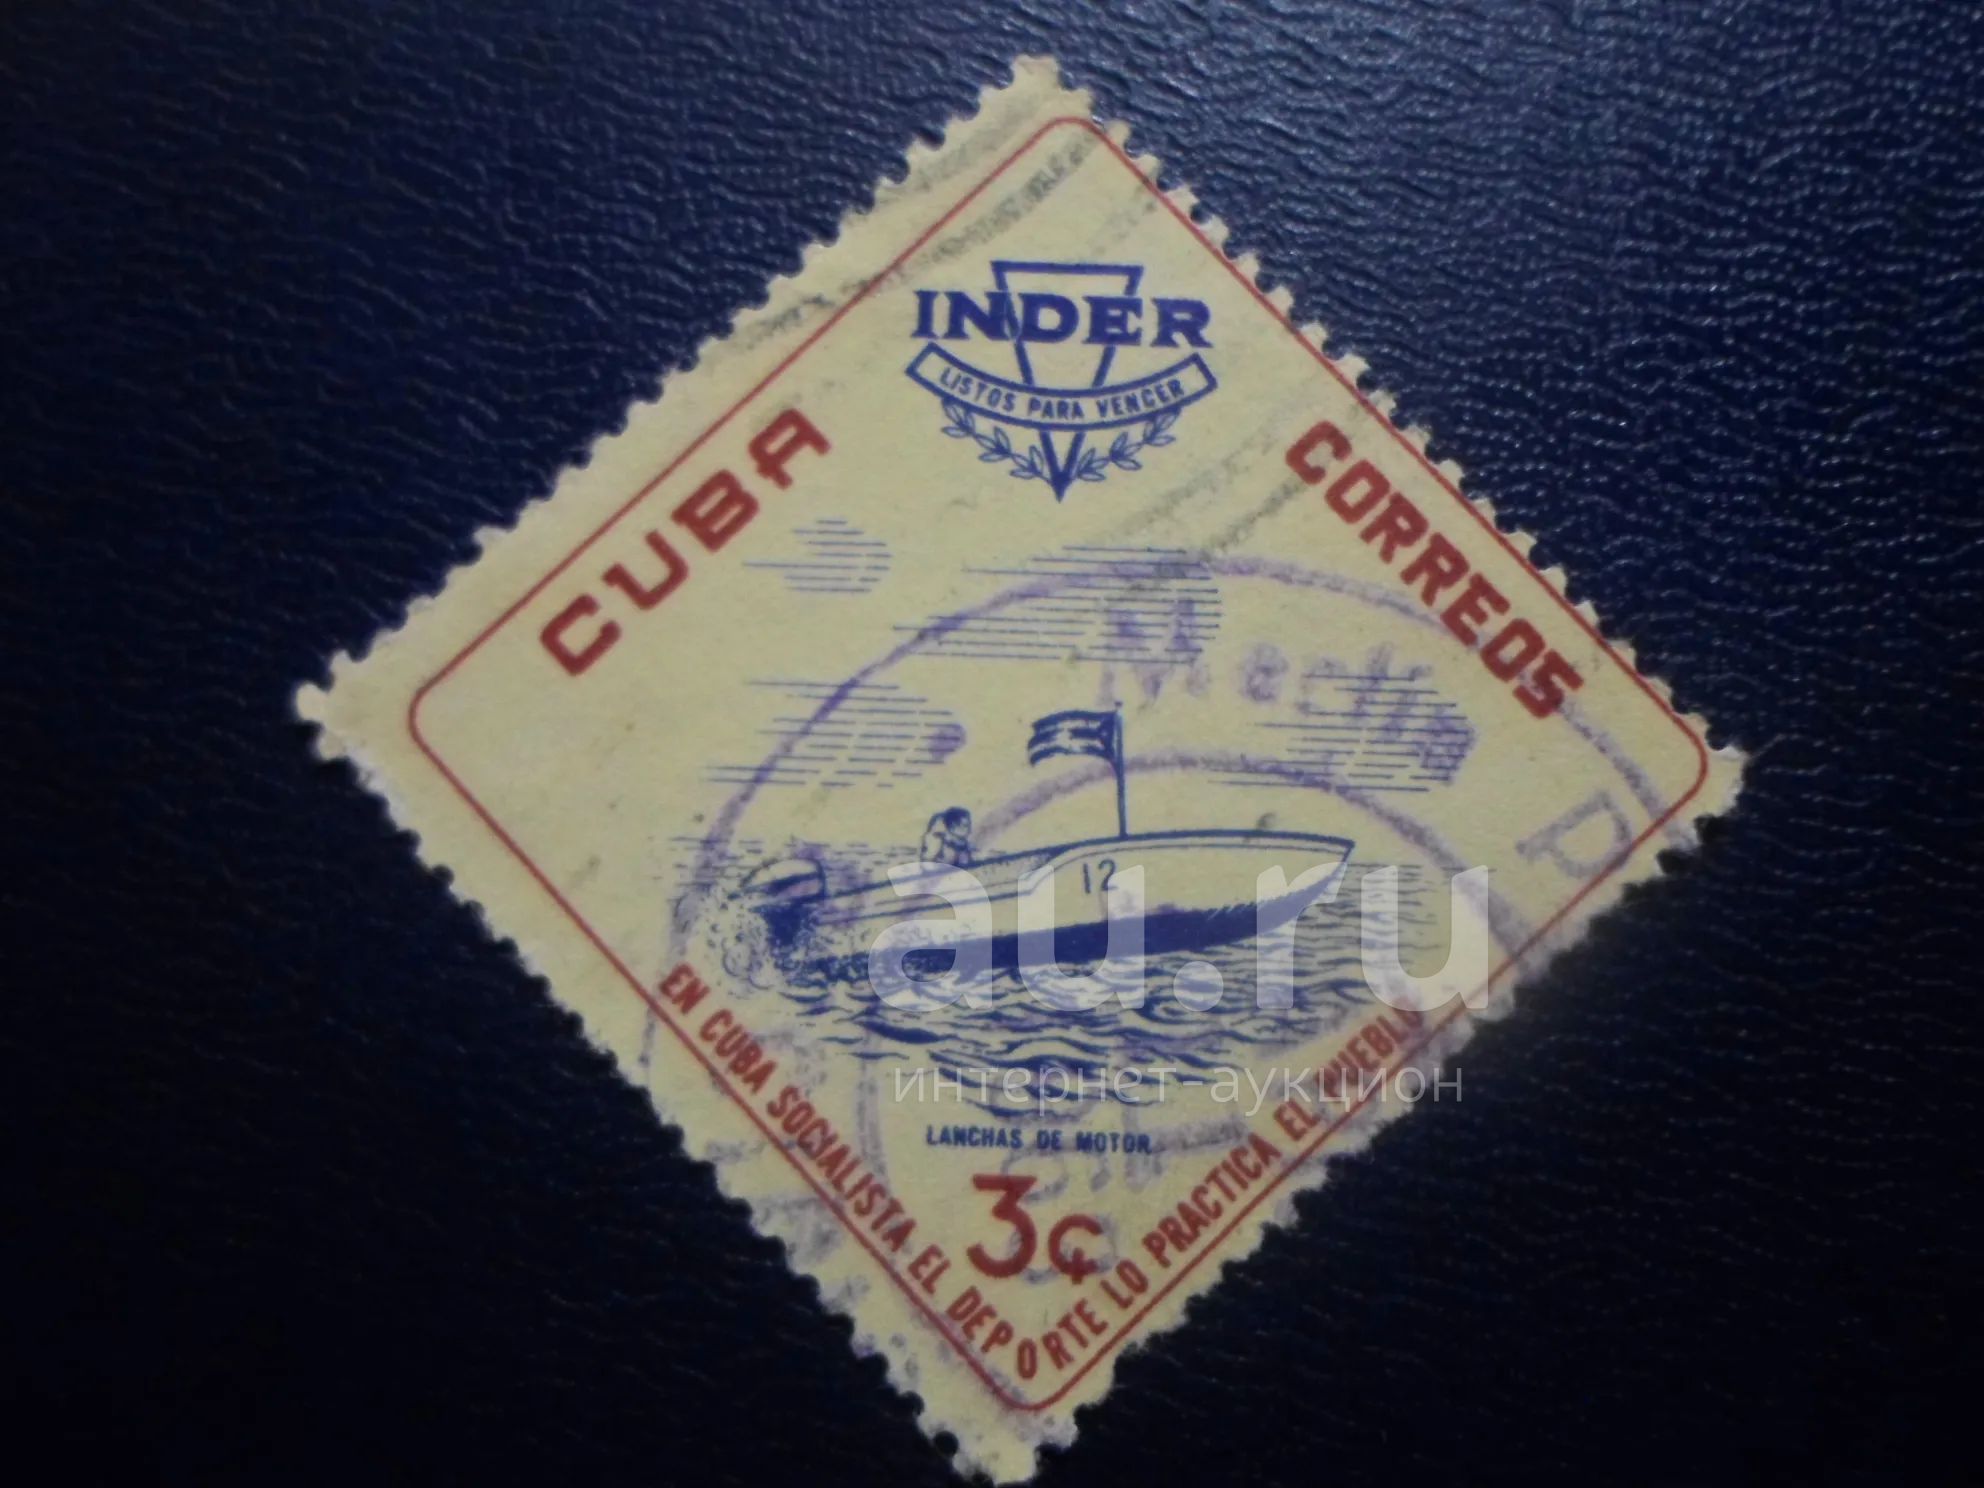 INDER
LISTOS PARA VENCER
CUBA
CORREOS
12
LANCHAS DE MOTOR
3¢
EN CUBA SOCIALISTA EL DEPORTE LO PRACTICA EL PUEBLO
au.ru
интернет-аукцион